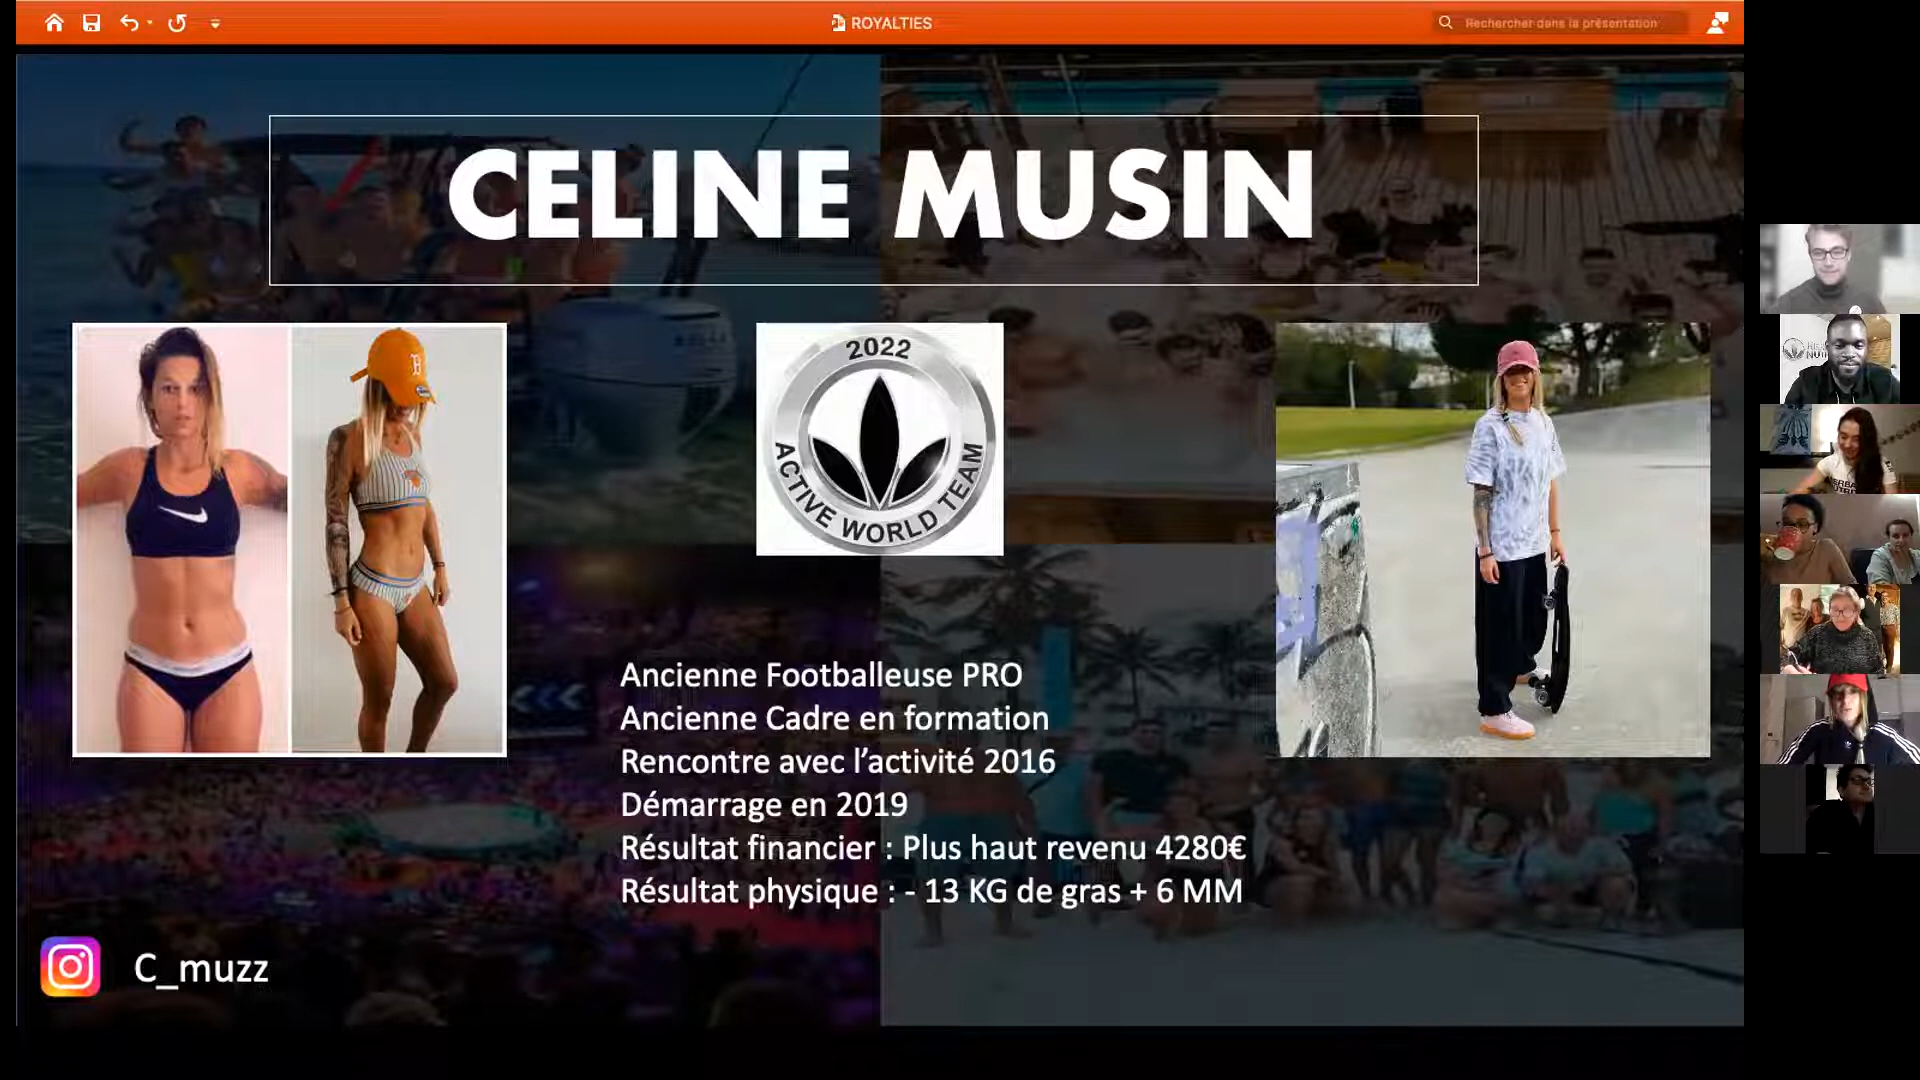 ROYALTIES
Rechercher dans la présentation
CELINE MUSIN
2022
ACTIVE WORLD TEAM
Ancienne Footballeuse PRO
Ancienne Cadre en formation
Rencontre avec l’activité 2016
Démarrage en 2019
Résultat financier : Plus haut revenu 4280€
Résultat physique : - 13 KG de gras + 6 MM
C_muzz